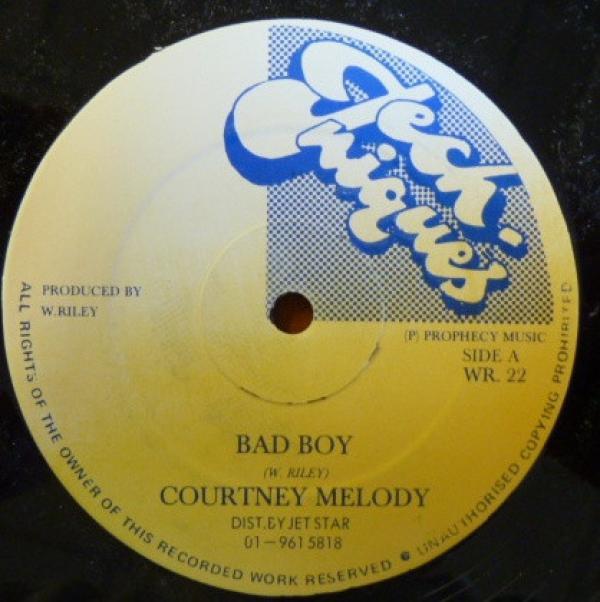 Tech-
niques
PRODUCED BY
W.RILEY
(P) PROPHECY MUSIC
SIDE A
WR. 22
BAD BOY
(W. RILEY)
COURTNEY MELODY
DIST.BY JET STAR
01-961 5818
ALL RIGHTS OF THE OWNER OF THIS RECORDED WORK RESERVED ● UNAUTHORISED COPYING PROHIBITED